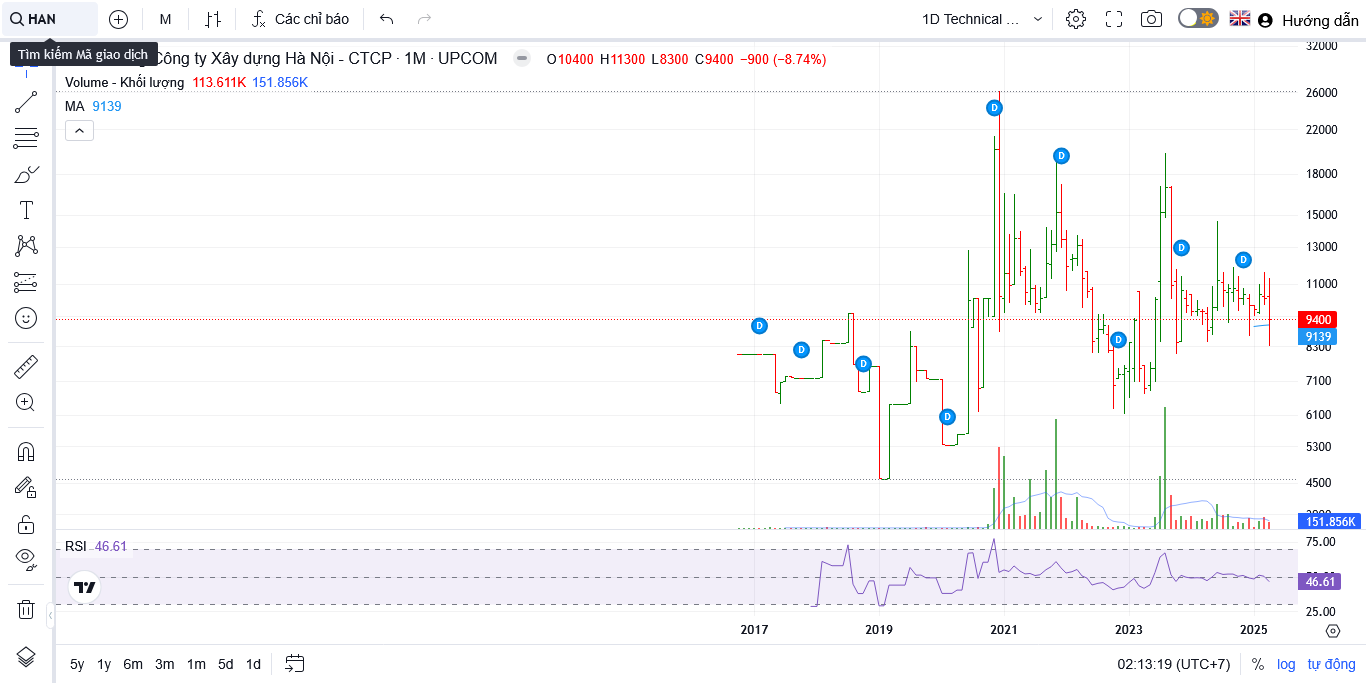 HAN
M
Các chỉ báo
1D Technical ...
Hướng dẫn
Tìm kiếm Mã giao dịch
Công ty Xây dựng Hà Nội - CTCP · 1M · UPCOM
O10400 H11300 L8300 C9400 −900 (−8.74%)
Volume - Khối lượng 113.611K 151.856K
MA 9139
32000
26000
22000
18000
15000
13000
11000
9400
9139
8300
7100
6100
5300
4500
151.856K
D
D
D
D
D
D
D
D
D
RSI 46.61
75.00
46.61
25.00
2017 2019 2021 2023 2025
5y 1y 6m 3m 1m 5d 1d
02:13:19 (UTC+7) % log tự động